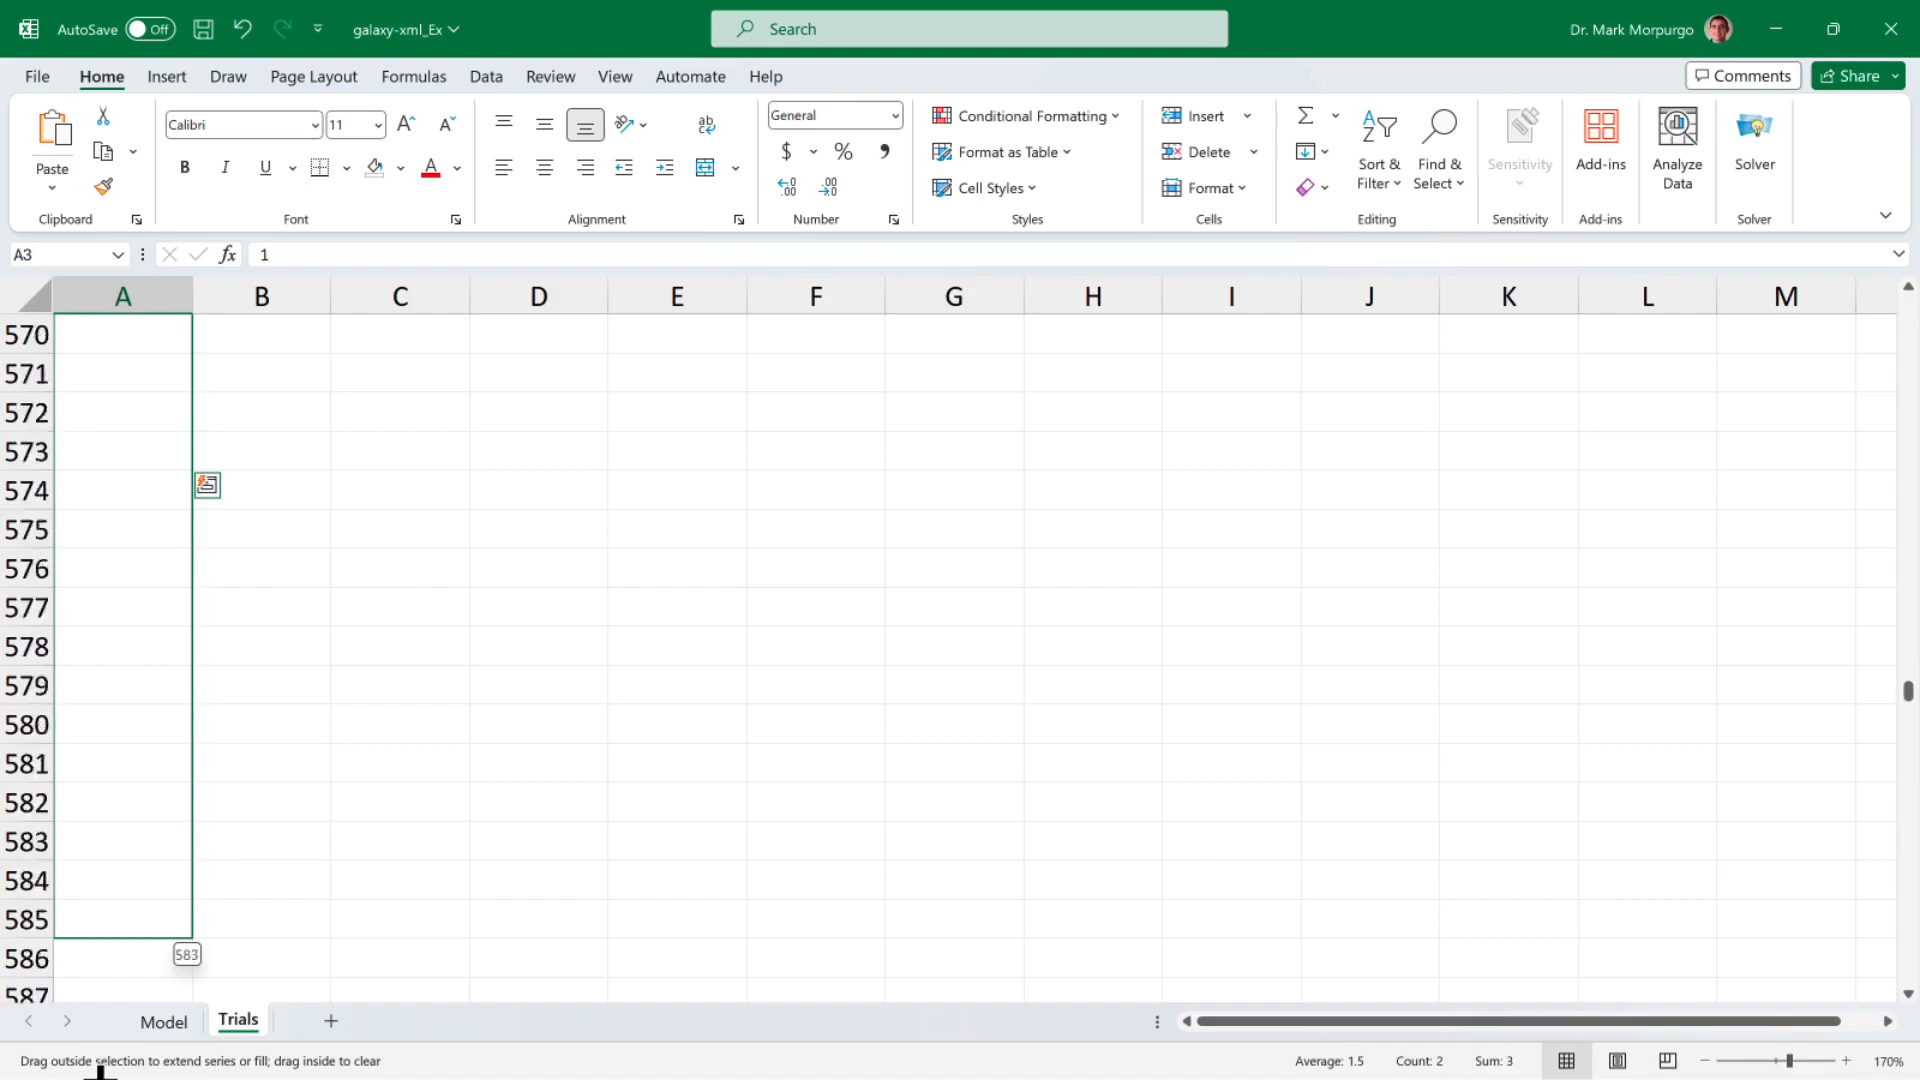 AutoSave Off galaxy-xml_Ex Search Dr. Mark Morpurgo
File Home Insert Draw Page Layout Formulas Data Review View Automate Help Comments Share
Calibri 11 ab General Conditional Formatting Insert
$ % Format as Table Delete
B I U A Cell Styles Format
Paste Sort & Filter Find & Select Sensitivity Add-ins Analyze Data Solver
Clipboard Font Alignment Number Styles Cells Editing Sensitivity Add-ins Solver
A3 fx 1
A B C D E F G H I J K L M
570
571
572
573
574
575
576
577
578
579
580
581
582
583
584
585
583
586
587
Model Trials
Drag outside selection to extend series or fill; drag inside to clear Average: 1.5 Count: 2 Sum: 3 170%